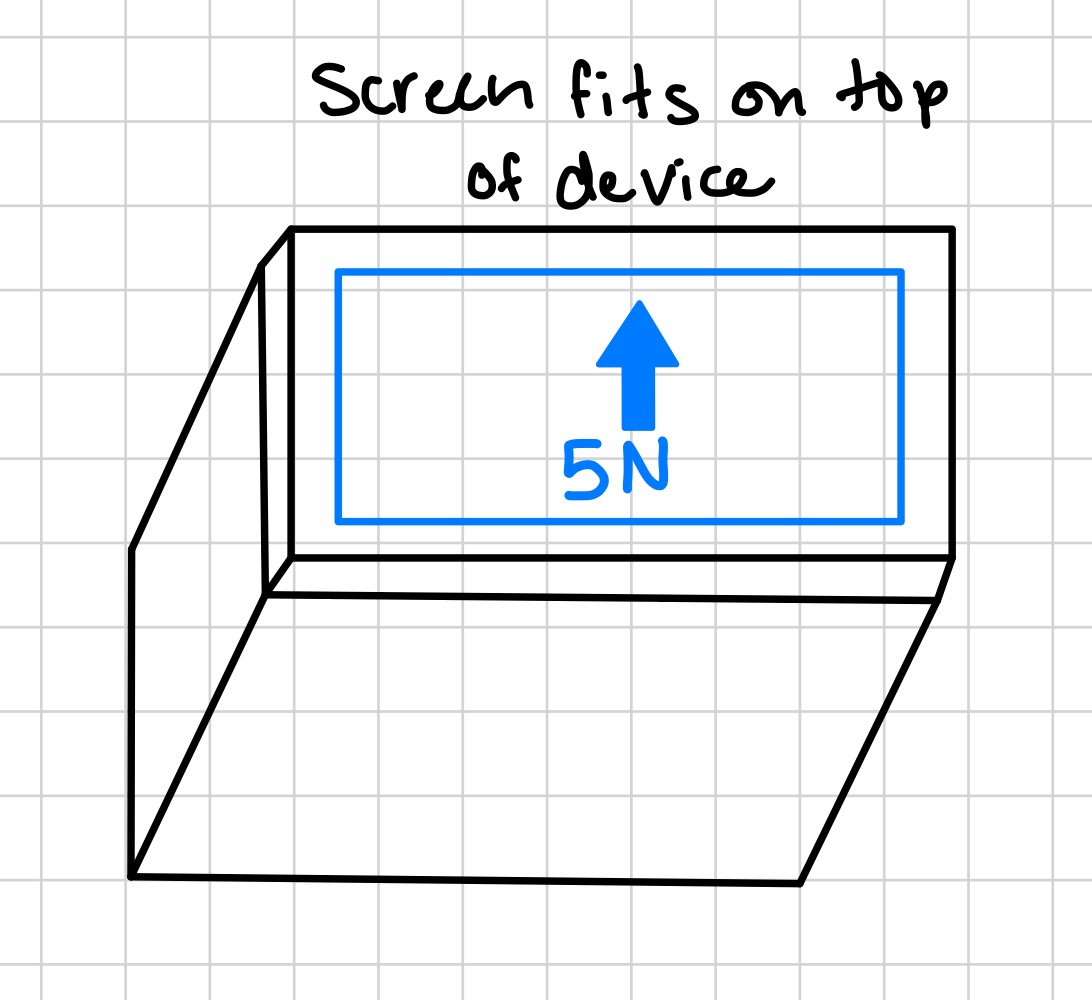 Screen fits on top
of device
5N